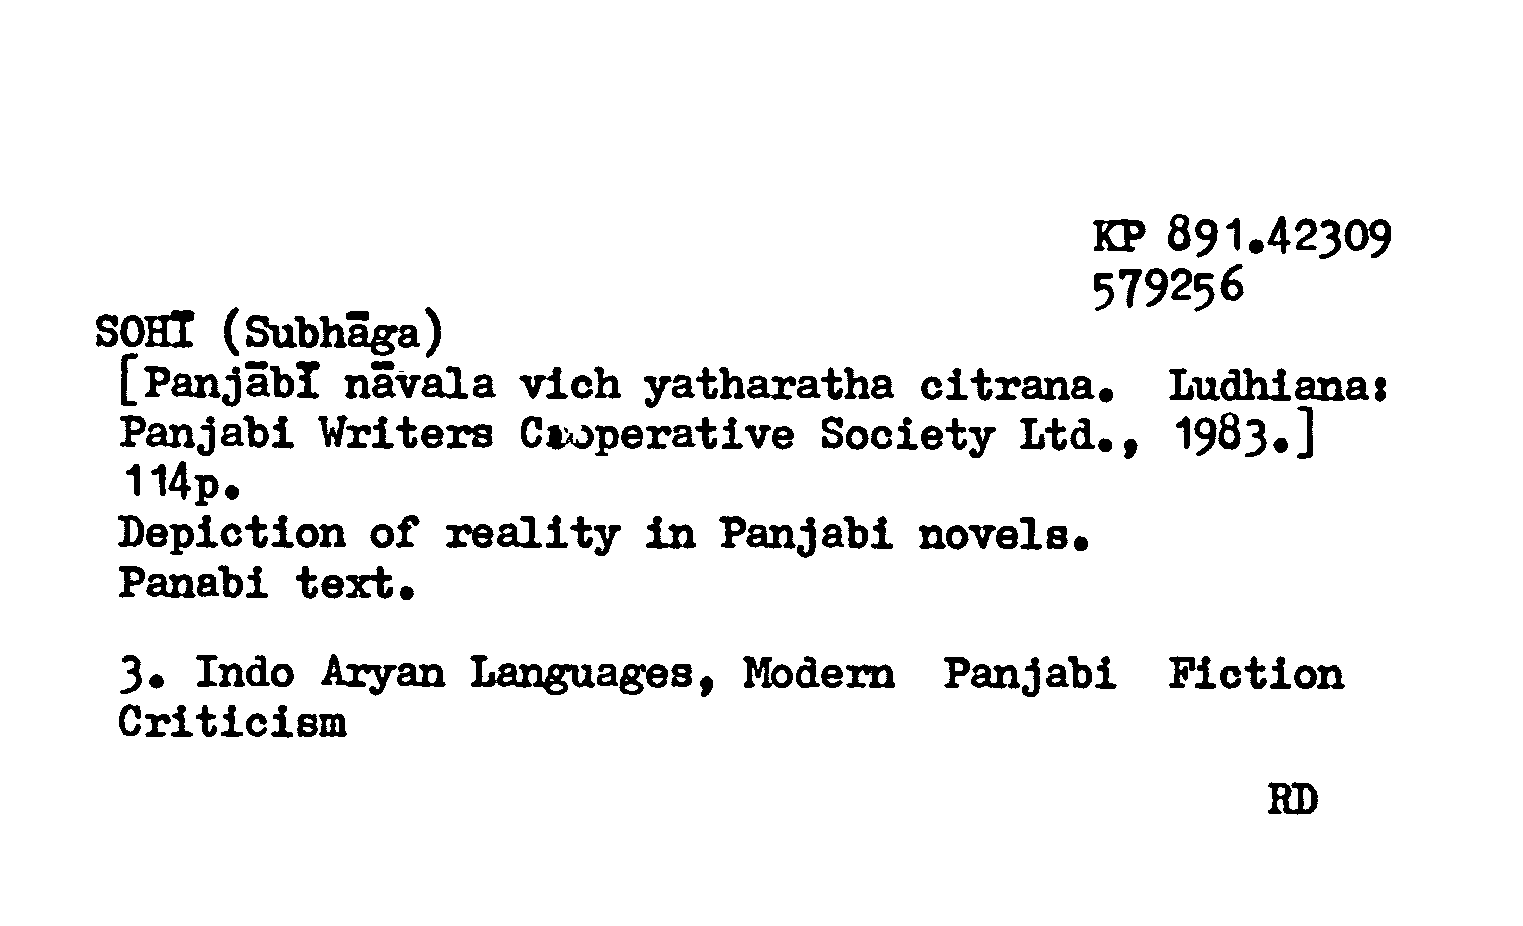 KP 891.42309
579256
SOHĪ (Subhāga)
[Panjābī nāvala vich yatharatha citrana. Ludhiana:
Panjabi Writers Cooperative Society Ltd., 1983.]
114p.
Depiction of reality in Panjabi novels.
Panabi text.
3. Indo Aryan Languages, Modern Panjabi Fiction
Criticism
RD